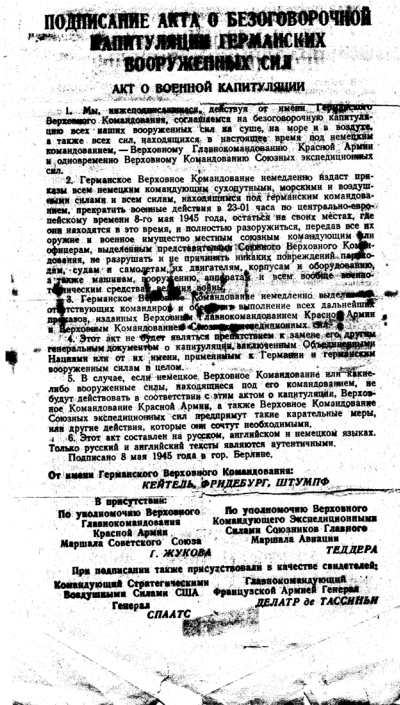 ПОДПИСАНИЕ АКТА О БЕЗОГОВОРОЧНОЙ
КАПИТУЛЯЦИИ ГЕРМАНСКИХ
ВООРУЖЕННЫХ СИЛ
АКТ О ВОЕННОЙ КАПИТУЛЯЦИИ
1. Мы, нижеподписавшиеся, действуя от имени Германского
Верховного Командования, соглашаемся на безоговорочную капитуля-
цию всех наших вооруженных сил на суше, на море и в воздухе,
а также всех сил, находящихся в настоящее время под немецким
командованием, — Верховному Главнокомандованию Красной Армии
и одновременно Верховному Командованию Союзных экспедиционных
сил.
2. Германское Верховное Командование немедленно издаст при-
казы всем немецким командующим сухопутными, морскими и воздуш-
ными силами и всем силам, находящимся под германским командова-
нием, прекратить военные действия в 23-01 часа по центрально-евро-
пейскому времени 8-го мая 1945 года, остаться на своих местах, где
они находятся в это время, и полностью разоружиться, передав все их
оружие и военное имущество местным союзным командующим или
офицерам, выделенным представителям Союзного Верховного Коман-
дования, не разрушать и не причинять никаких повреждений парохо-
дам, судам и самолетам, их двигателям, корпусам и оборудованию,
а также машинам, вооружению, аппаратам и всем вообще военно-
техническим средствам ведения войны.
3. Германское Верховное Командование немедленно выделит
соответствующих командиров и обеспечит выполнение всех дальнейших
приказов, изданных Верховным Главнокомандованием Красной Армии
и Верховным Командованием Союзных экспедиционных сил.
4. Этот акт не будет являться препятствием к замене его другим
генеральным документом о капитуляции, заключенным Объединенными
Нациями или от их имени, применимым к Германии и германским
вооруженным силам в целом.
5. В случае, если немецкое Верховное Командование или какие-
либо вооруженные силы, находящиеся под его командованием, не
будут действовать в соответствии с этим актом о капитуляции, Верхов-
ное Командование Красной Армии, а также Верховное Командование
Союзных экспедиционных сил предпримут такие карательные меры,
или другие действия, которые они сочтут необходимыми.
6. Этот акт составлен на русском, английском и немецком языках.
Только русский и английский тексты являются аутентичными.
Подписано 8 мая 1945 года в гор. Берлине.
От имени Германского Верховного Командования:
КЕЙТЕЛЬ, ФРИДЕБУРГ, ШТУМПФ
В присутствии:
По уполномочию Верховного
Главнокомандования
Красной Армии
Маршала Советского Союза
Г. ЖУКОВА
По уполномочию Верховного
Командующего Экспедиционными
Силами Союзников Главного
Маршала Авиации
ТЕДДЕРА
При подписании также присутствовали в качестве свидетелей:
Командующий Стратегическими
Воздушными Силами США
Генерал
СПААТС
Главнокомандующий
Французской Армией Генерал
ДЕЛАТР де ТАССИНЬИ